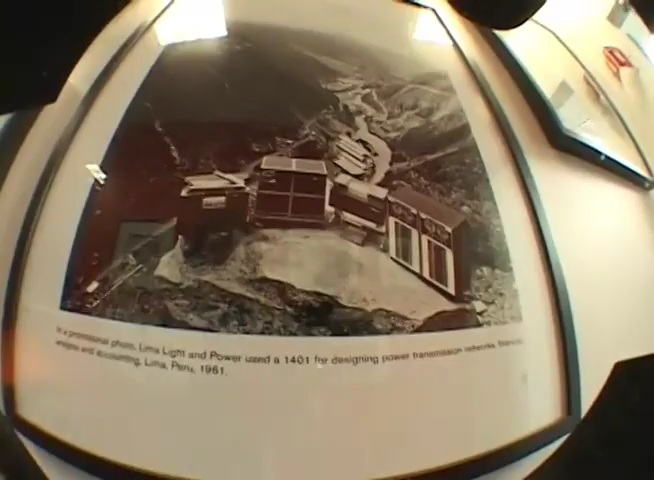 In a promotional photo, Lima Light and Power used a 1401 for designing power transmission networks,
and accounting, Lima, Peru, 1961.